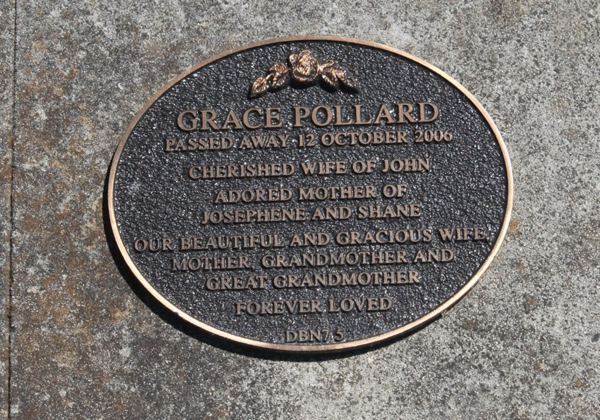 GRACE POLLARD
PASSED AWAY 12 OCTOBER 2006
CHERISHED WIFE OF JOHN
ADORED MOTHER OF
JOSEPHENE AND SHANE
OUR BEAUTIFUL AND GRACIOUS WIFE,
MOTHER, GRANDMOTHER AND
GREAT GRANDMOTHER
FOREVER LOVED
DBN7.5